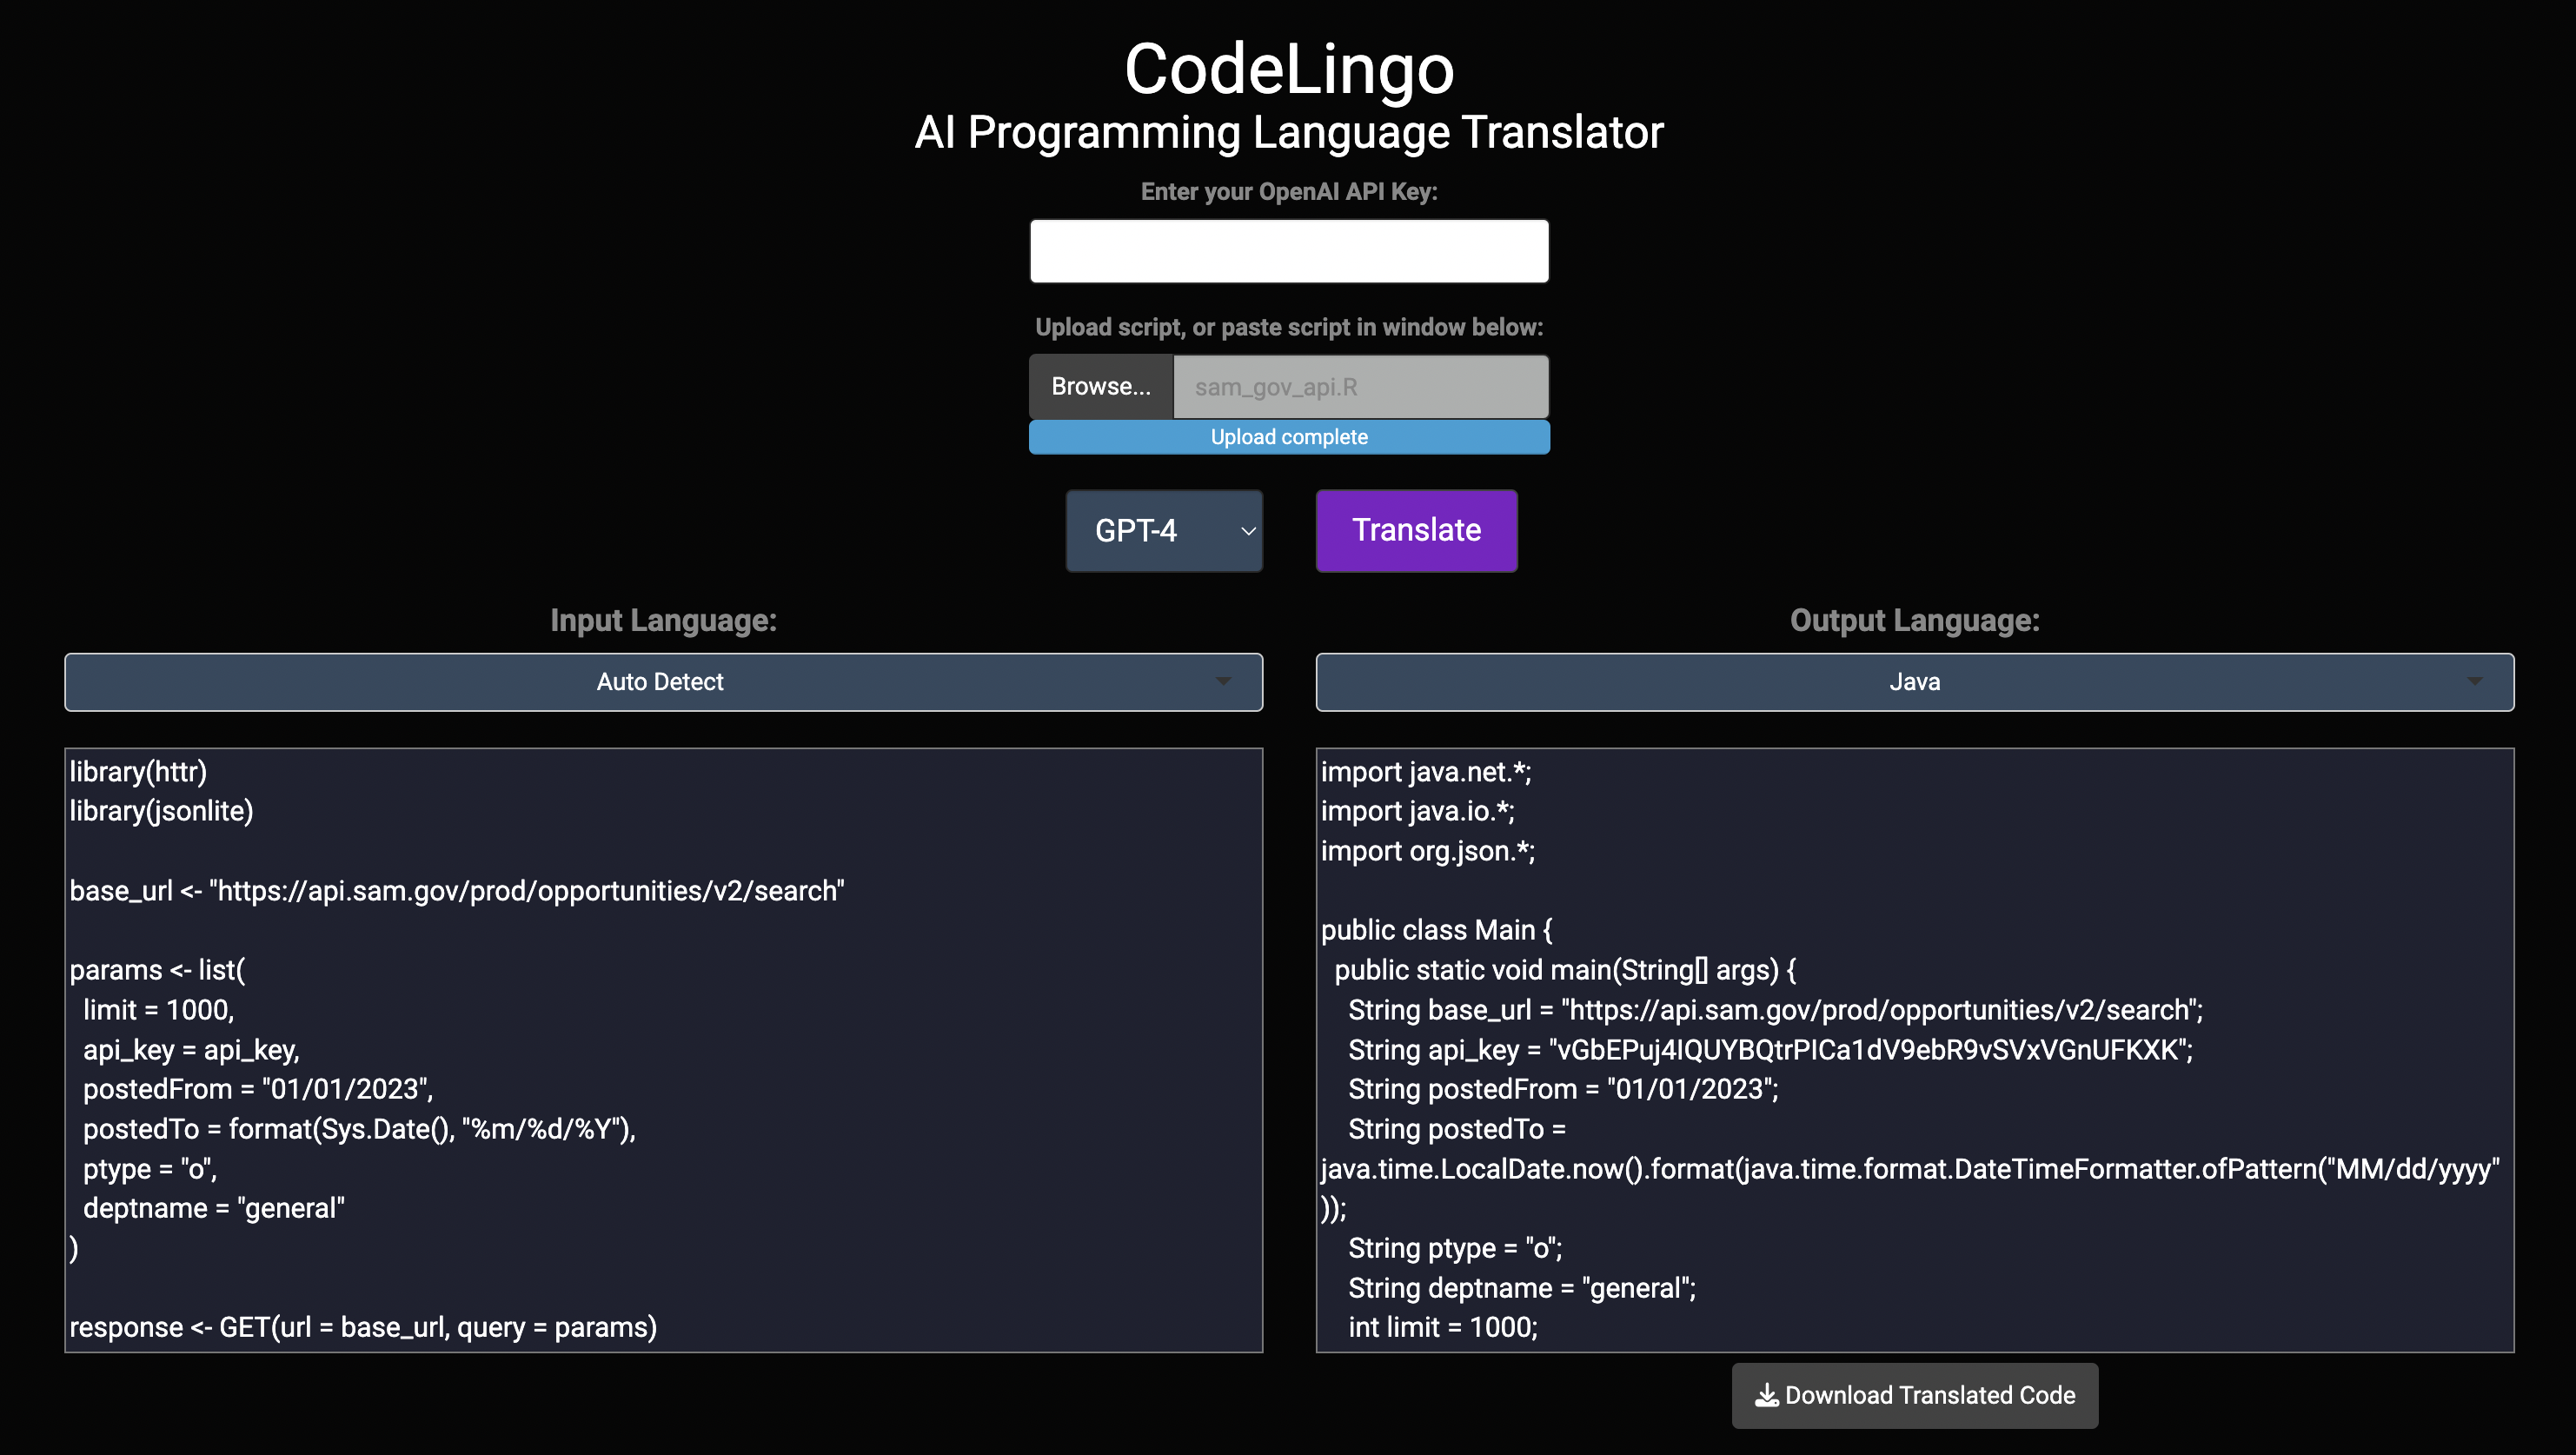 CodeLingo
AI Programming Language Translator
Enter your OpenAI API Key:
Upload script, or paste script in window below:
Browse...
sam_gov_api.R
Upload complete
GPT-4
Translate
Input Language:
Auto Detect
library(httr)
library(jsonlite)
base_url <- "https://api.sam.gov/prod/opportunities/v2/search"
params <- list(
limit = 1000,
api_key = api_key,
postedFrom = "01/01/2023",
postedTo = format(Sys.Date(), "%m/%d/%Y"),
ptype = "o",
deptname = "general"
)
response <- GET(url = base_url, query = params)
Output Language:
Java
import java.net.*;
import java.io.*;
import org.json.*;
public class Main {
public static void main(String[] args) {
String base_url = "https://api.sam.gov/prod/opportunities/v2/search";
String api_key = "vGbEPuj4IQUYBQtrPICa1dV9ebR9vSVxVGnUFKXK";
String postedFrom = "01/01/2023";
String postedTo =
java.time.LocalDate.now().format(java.time.format.DateTimeFormatter.ofPattern("MM/dd/yyyy"
));
String ptype = "o";
String deptname = "general";
int limit = 1000;
Download Translated Code